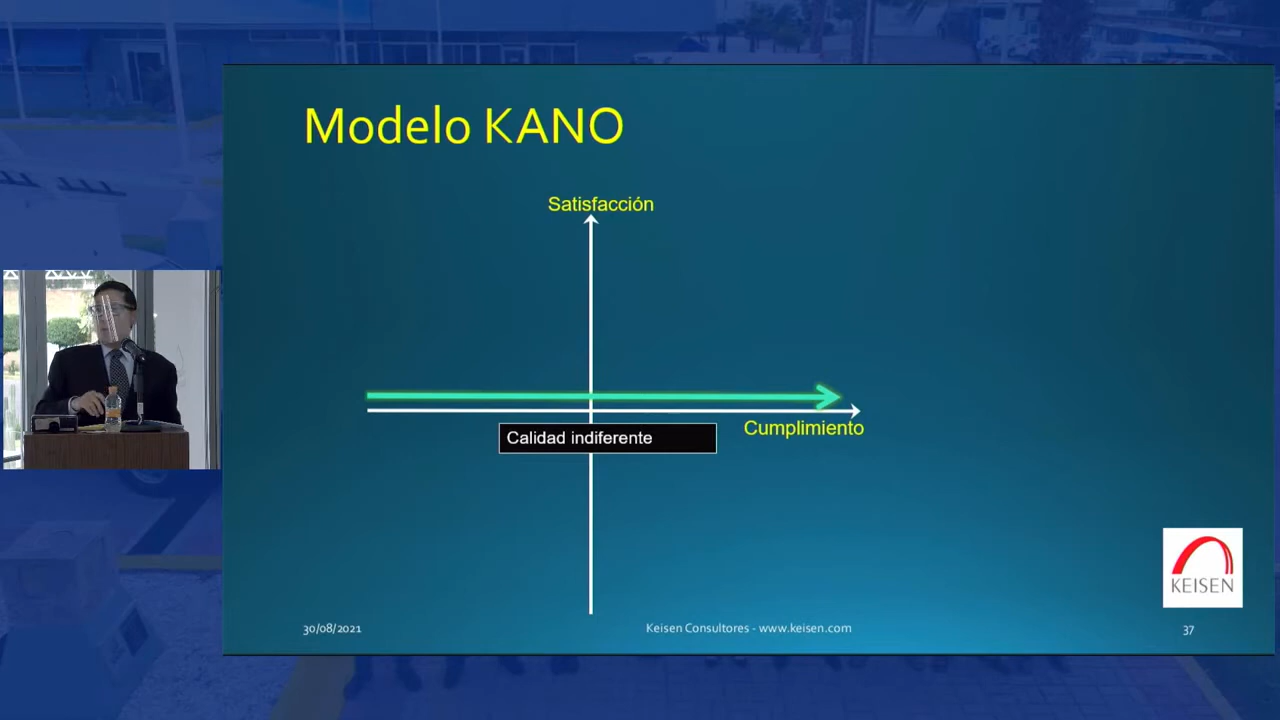 Modelo KANO
Satisfacción
Calidad indiferente
Cumplimiento
KEISEN
30/08/2021
Keisen Consultores - www.keisen.com
37